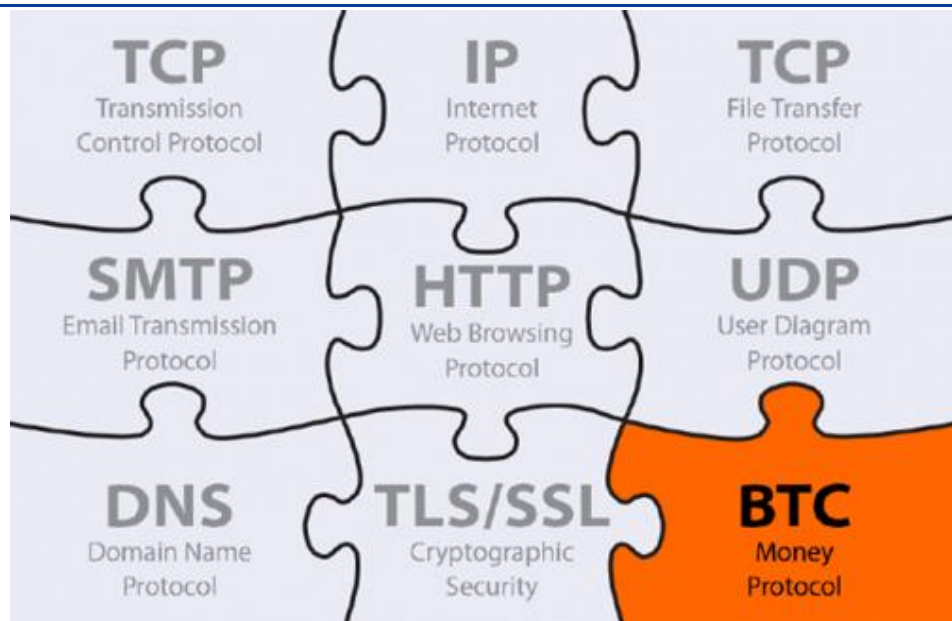 TCP
Transmission
Control Protocol
IP
Internet
Protocol
TCP
File Transfer
Protocol
SMTP
Email Transmission
Protocol
HTTP
Web Browsing
Protocol
UDP
User Diagram
Protocol
DNS
Domain Name
Protocol
TLS/SSL
Cryptographic
Security
BTC
Money
Protocol